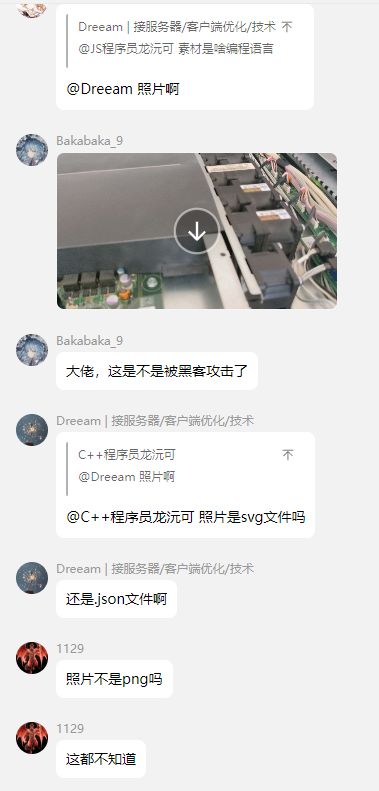 Dreeam | 接服务器/客户端优化/技术
@JS程序员龙沅可 素材是啥编程语言
@Dreeam 照片啊
Bakabaka_9
Bakabaka_9
大佬，这是不是被黑客攻击了
Dreeam | 接服务器/客户端优化/技术
C++程序员龙沅可
@Dreeam 照片啊
@C++程序员龙沅可 照片是svg文件吗
Dreeam | 接服务器/客户端优化/技术
还是.json文件啊
1129
照片不是png吗
1129
这都不知道